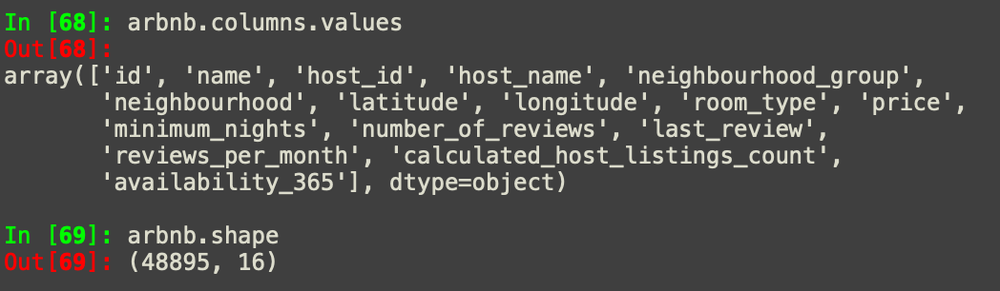 In [68]: arbnb.columns.values
Out[68]:
array(['id', 'name', 'host_id', 'host_name', 'neighbourhood_group',
'neighbourhood', 'latitude', 'longitude', 'room_type', 'price',
'minimum_nights', 'number_of_reviews', 'last_review',
'reviews_per_month', 'calculated_host_listings_count',
'availability_365'], dtype=object)
In [69]: arbnb.shape
Out[69]: (48895, 16)